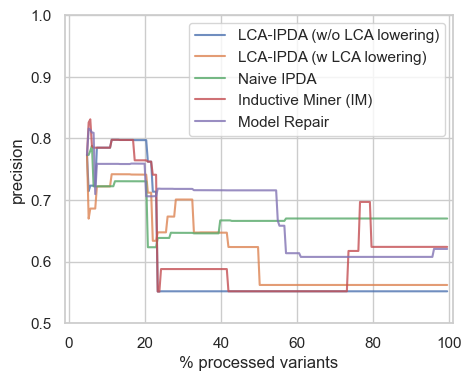 1.0
0.9
0.8
0.7
0.6
0.5
precision
LCA-IPDA (w/o LCA lowering)
LCA-IPDA (w LCA lowering)
Naive IPDA
Inductive Miner (IM)
Model Repair
0 20 40 60 80 100
% processed variants